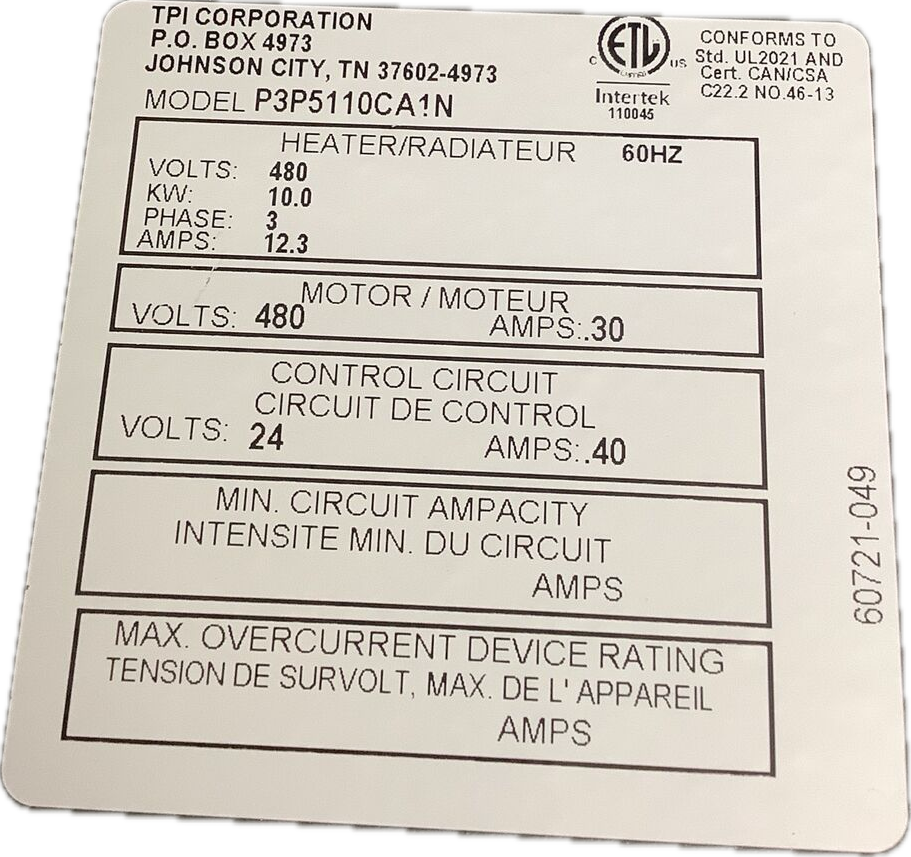 TPI CORPORATION
P.O. BOX 4973
JOHNSON CITY, TN 37602-4973
MODEL P3P5110CA1N
ETL
C US
Intertek
110045
CONFORMS TO
Std. UL2021 AND
Cert. CAN/CSA
C22.2 NO.46-13
HEATER/RADIATEUR 60HZ
VOLTS: 480
KW: 10.0
PHASE: 3
AMPS: 12.3
MOTOR / MOTEUR
VOLTS: 480 AMPS:.30
CONTROL CIRCUIT
CIRCUIT DE CONTROL
VOLTS: 24 AMPS:.40
MIN. CIRCUIT AMPACITY
INTENSITE MIN. DU CIRCUIT
AMPS
MAX. OVERCURRENT DEVICE RATING
TENSION DE SURVOLT, MAX. DE L' APPAREIL
AMPS
60721-049